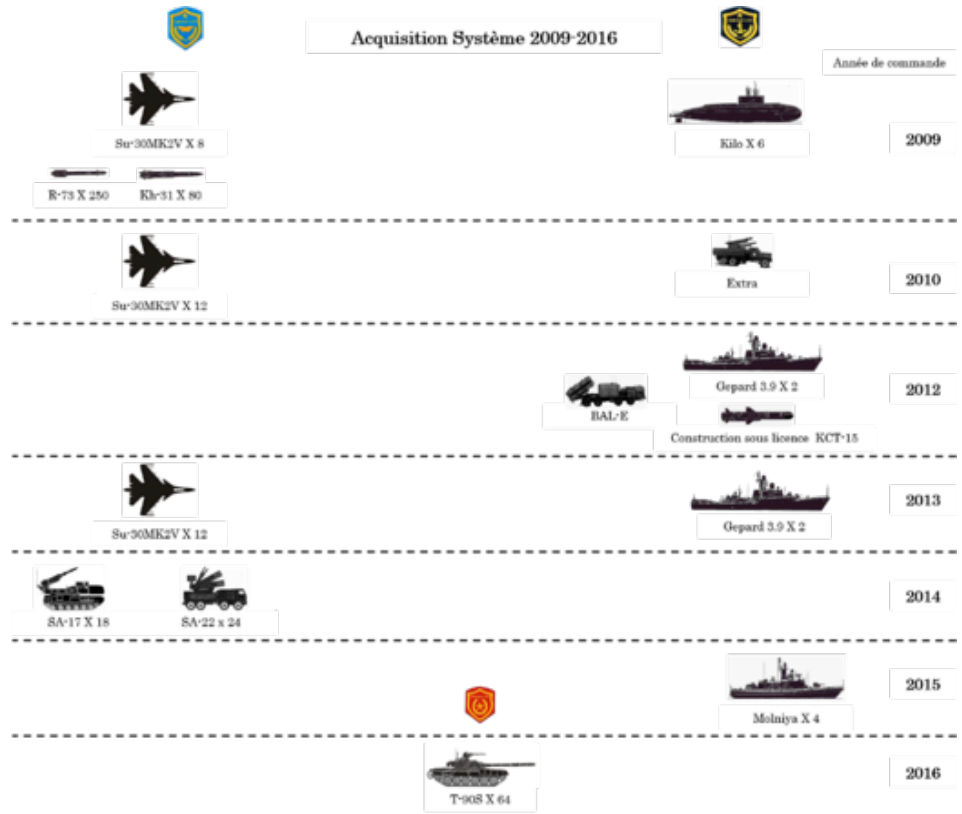 Acquisition Système 2009-2016
Année de commande
Su-30MK2V X 8
Kilo X 6
2009
R-73 X 250
Kh-31 X 80
Su-30MK2V X 12
Extra
2010
Gepard 3.9 X 2
2012
BAL-E
Construction sous licence KCT-15
Su-30MK2V X 12
Gepard 3.9 X 2
2013
SA-17 X 18
SA-22 x 24
2014
Molniya X 4
2015
T-90S X 64
2016